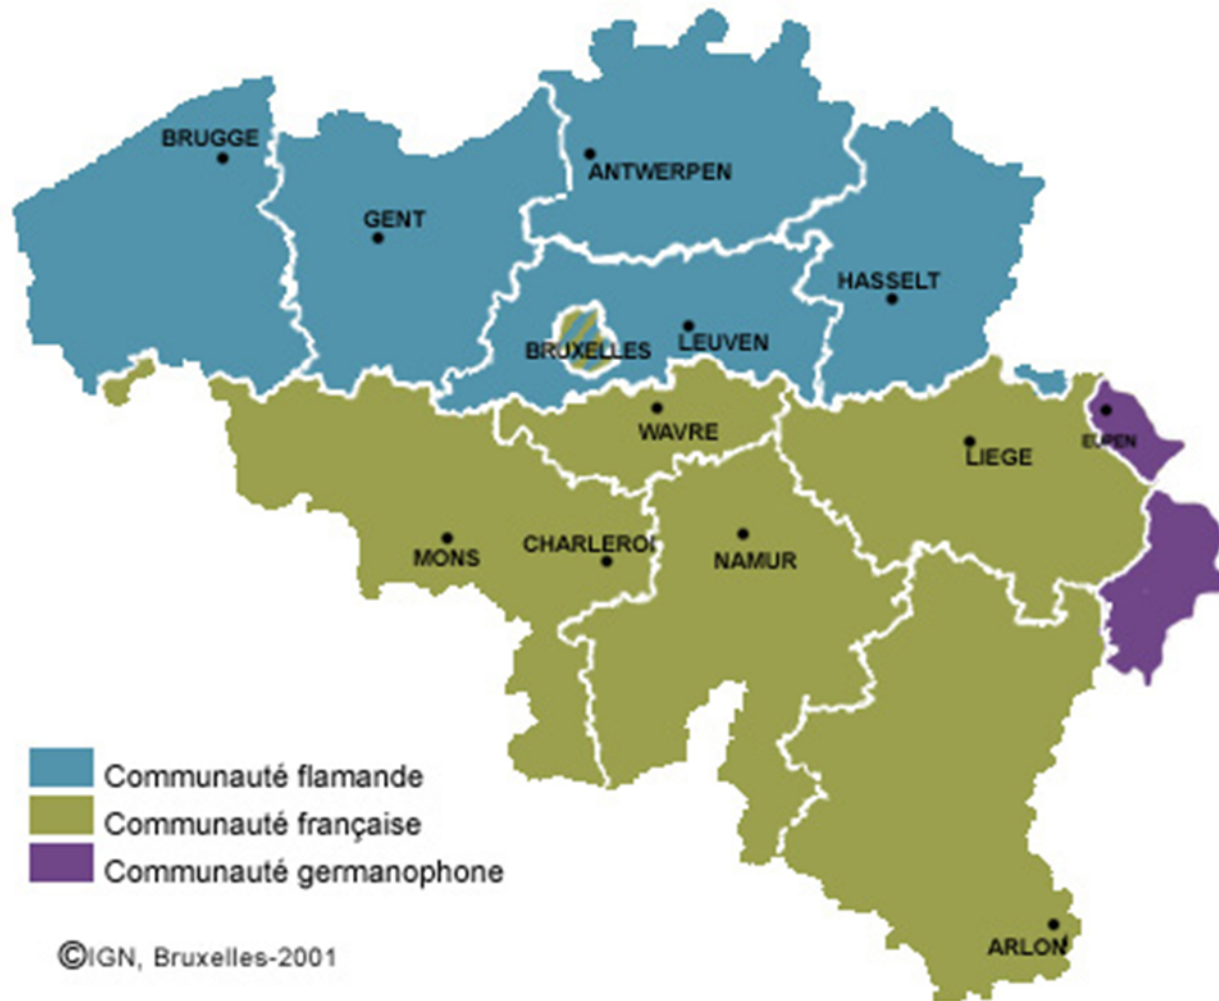 BRUGGE
ANTWERPEN
GENT
HASSELT
BRUXELLES
LEUVEN
WAVRE
EUPEN
LIEGE
MONS
CHARLEROI
NAMUR
Communauté flamande
Communauté française
Communauté germanophone
ARLON
©IGN, Bruxelles-2001